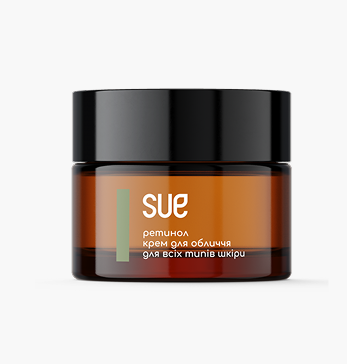 sue
ретинол
крем для обличчя
для всіх типів шкіри